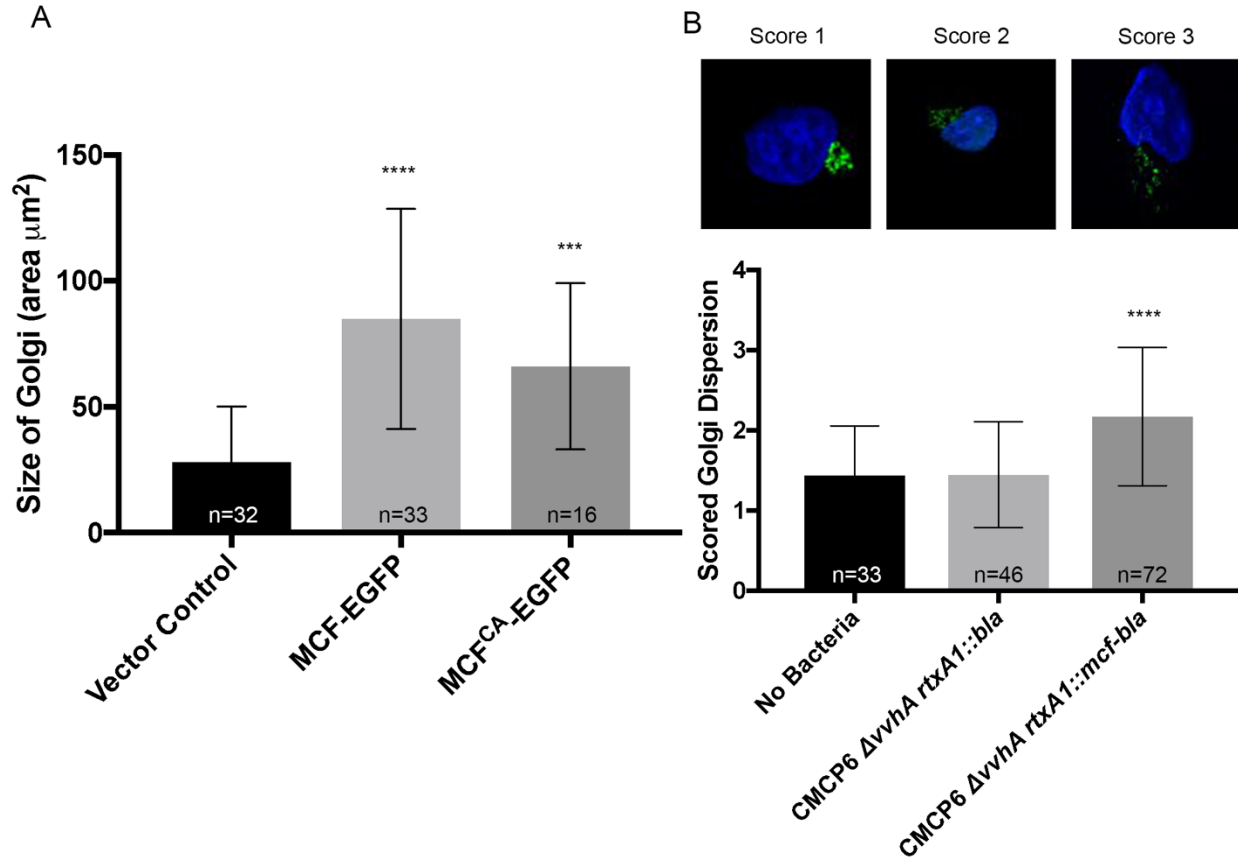 A
Size of Golgi (area μm²)
150
100
50
0
****
***
n=32
n=33
n=16
Vector Control
MCF-EGFP
MCF^CA-EGFP
B
Score 1
Score 2
Score 3
Scored Golgi Dispersion
4
3
2
1
0
****
n=33
n=46
n=72
No Bacteria
CMCP6 ΔvvhA rtxA1::bla
CMCP6 ΔvvhA rtxA1::mcf-bla